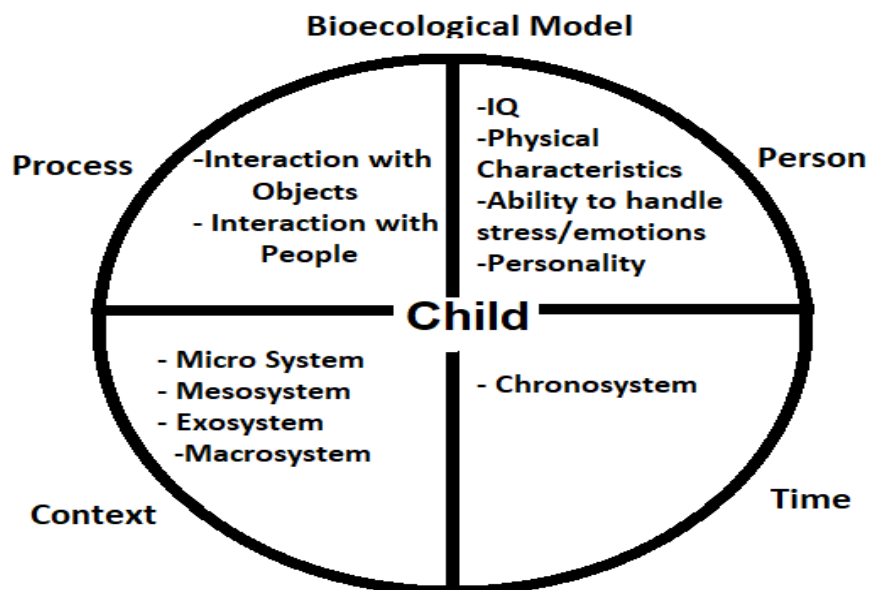 Bioecological Model
Process
-Interaction with
Objects
- Interaction with
People
-IQ
-Physical
Characteristics
-Ability to handle
stress/emotions
-Personality
Person
Child
- Micro System
- Mesosystem
- Exosystem
-Macrosystem
Context
- Chronosystem
Time